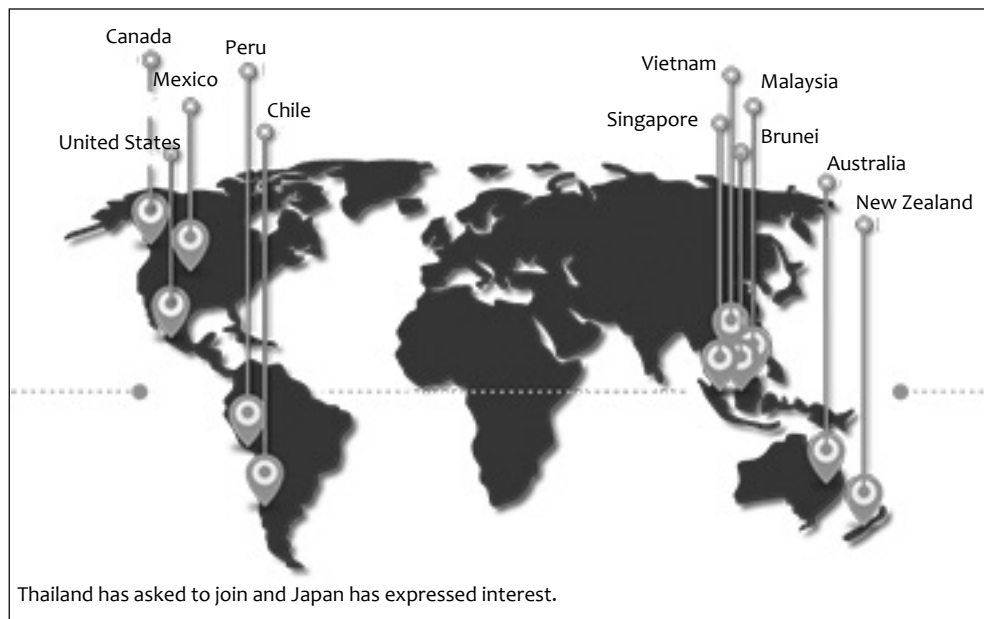 Canada
Mexico
United States
Peru
Chile
Vietnam
Malaysia
Singapore
Brunei
Australia
New Zealand
Thailand has asked to join and Japan has expressed interest.